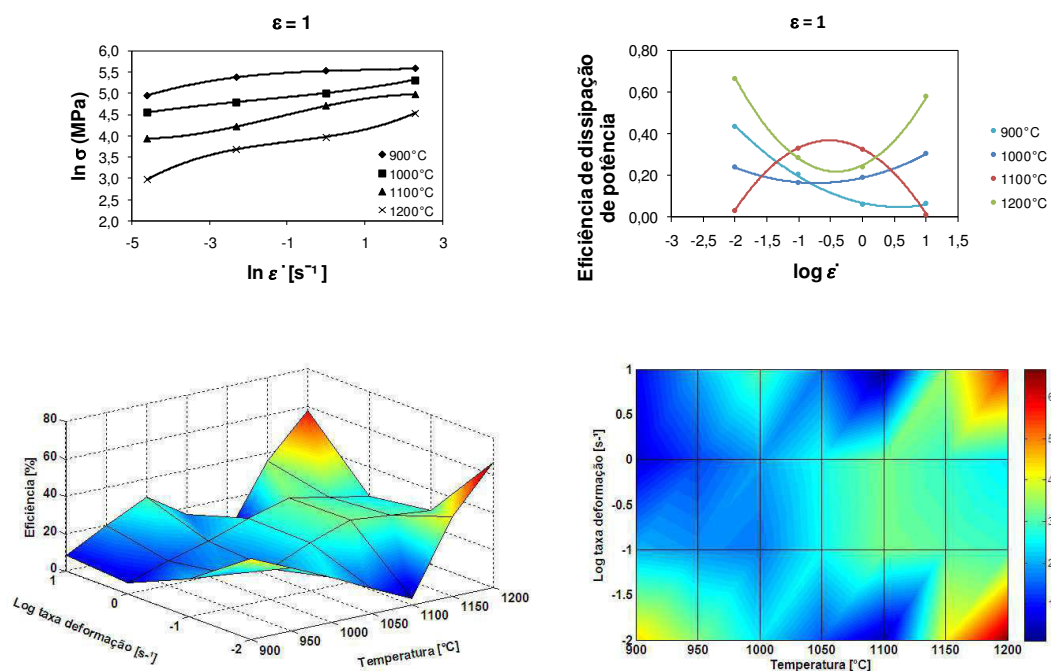 ε = 1
6,0
5,5
5,0
4,5
4,0
3,5
3,0
2,5
2,0
ln σ (MPa)
900°C
1000°C
1100°C
1200°C
-5
-3
-1
1
3
ln ε˙ [s⁻¹ ]
ε = 1
0,80
0,60
0,40
0,20
0,00
Eficiência de dissipação
de potência
900°C
1000°C
1100°C
1200°C
-3
-2
-1,5
-1
-0,5
0
0,5
1
1,5
log ε˙
80
60
40
20
0
Eficiência [%]
1
0
-1
-2
Log taxa deformação [s-¹]
900
950
1000
1050
1100
1150
1200
Temperatura [°C]
1
0.5
0
-0.5
-1
-1.5
-2
Log taxa deformação [s-¹]
900
950
1000
1050
1100
1150
1200
Temperatura [°C]